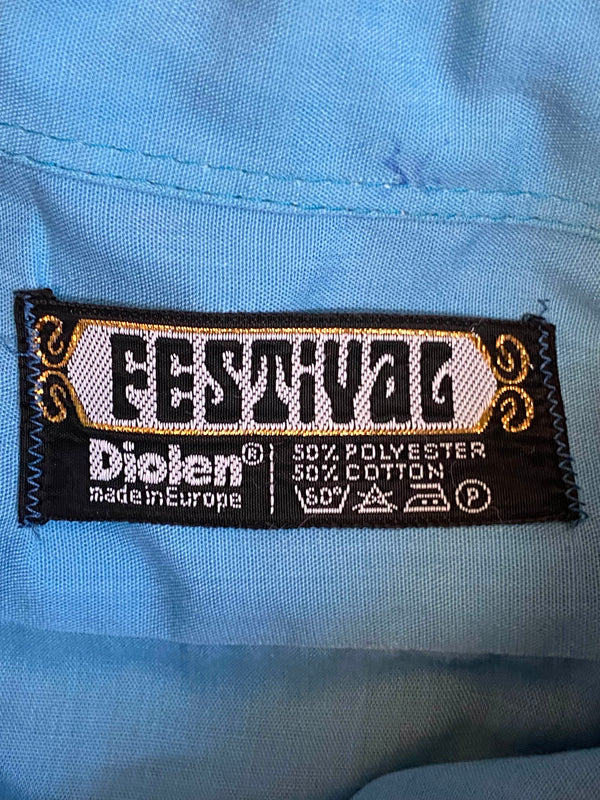 FESTiVaL
Diolen® 50% POLYESTER
made in Europe 50% COTTON
60° P